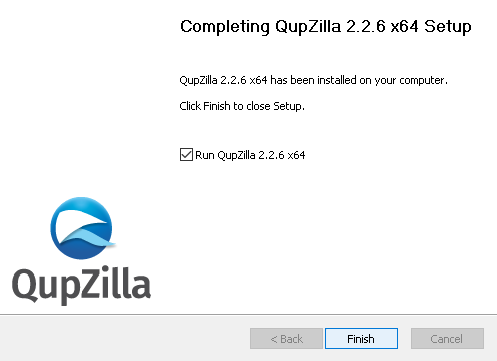 Completing QupZilla 2.2.6 x64 Setup
QupZilla 2.2.6 x64 has been installed on your computer.
Click Finish to close Setup.
Run QupZilla 2.2.6 x64
QupZilla
< Back
Finish
Cancel